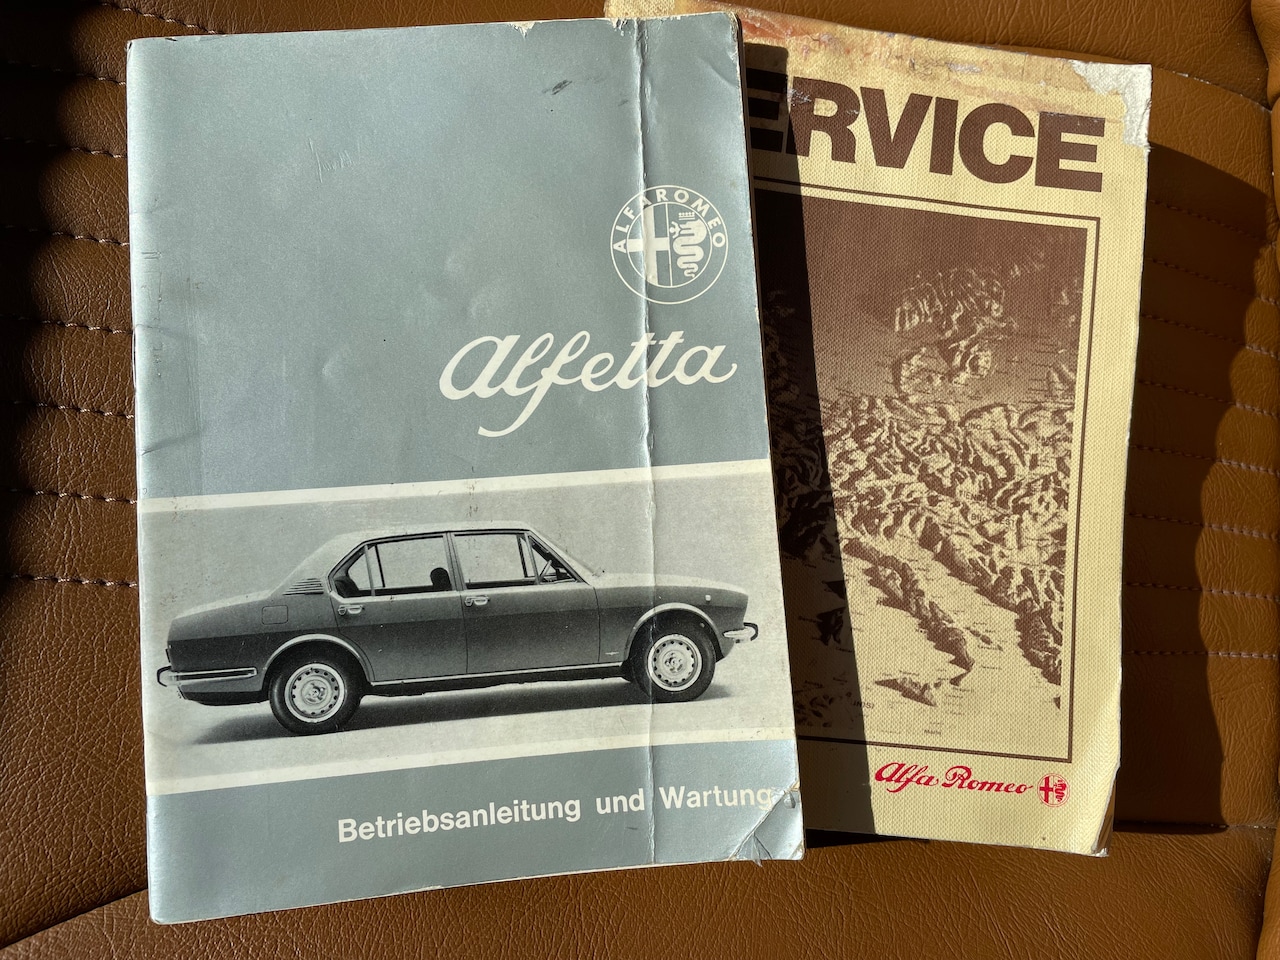 ALFA ROMEO
Alfetta
Betriebsanleitung und Wartung
ERVICE
Alfa Romeo